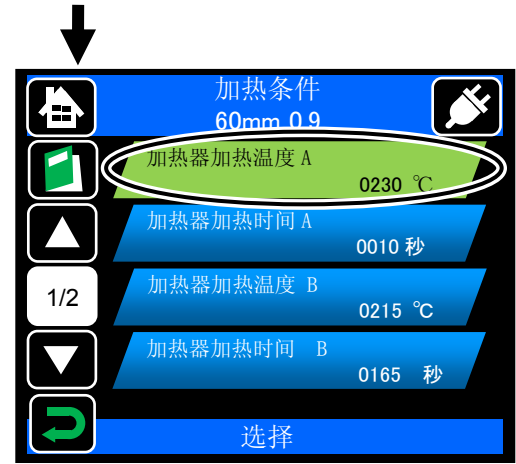 加热条件
60mm 0.9
加热器加热温度 A
0230 ℃
加热器加热时间 A
0010 秒
1/2
加热器加热温度 B
0215 ℃
加热器加热时间 B
0165 秒
选择